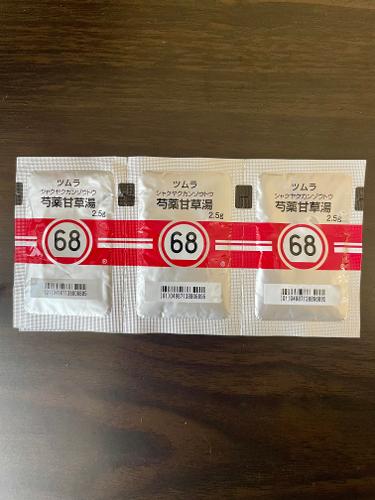 ツムラ
シャクヤクカンゾウトウ
芍薬甘草湯
2.5g
68
®
ツムラ
シャクヤクカンゾウトウ
芍薬甘草湯
2.5g
68
®
ツムラ
シャクヤクカンゾウトウ
芍薬甘草湯
2.5g
68
®